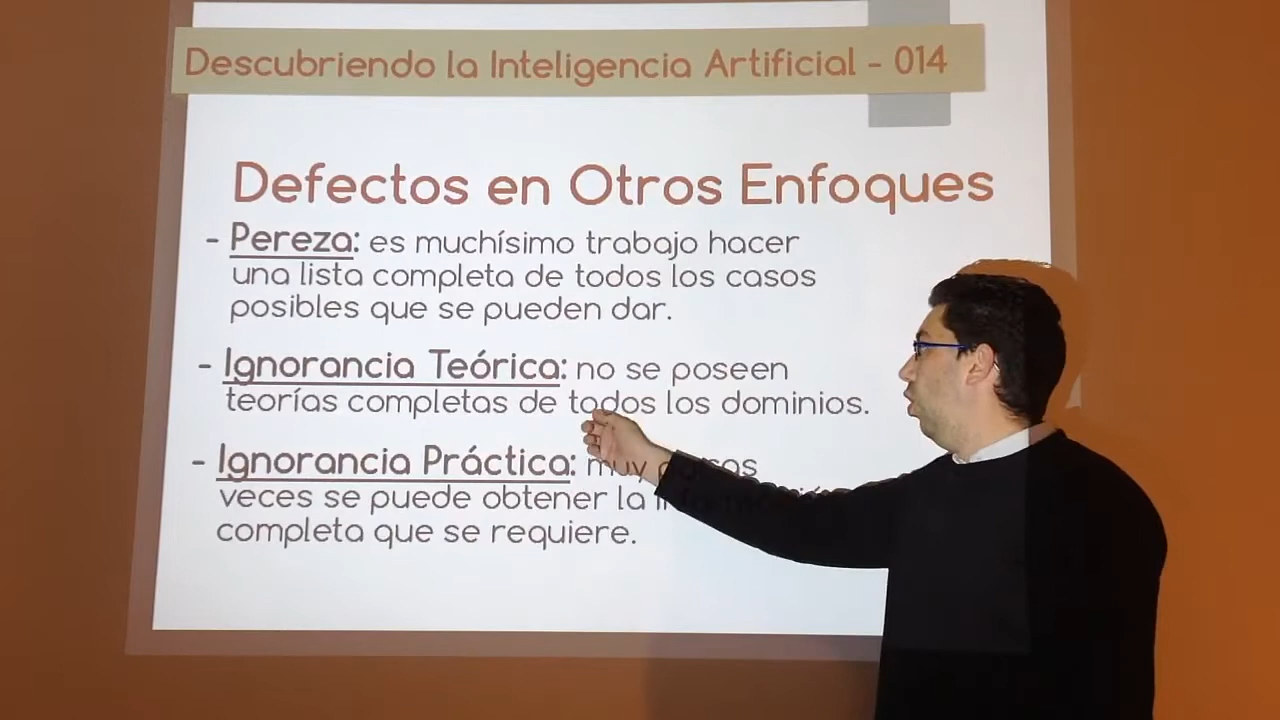 Descubriendo la Inteligencia Artificial - 014
Defectos en Otros Enfoques
- Pereza: es muchísimo trabajo hacer
una lista completa de todos los casos
posibles que se pueden dar.
- Ignorancia Teórica: no se poseen
teorías completas de todos los dominios.
- Ignorancia Práctica: muy
veces se puede obtener la
completa que se requiere.